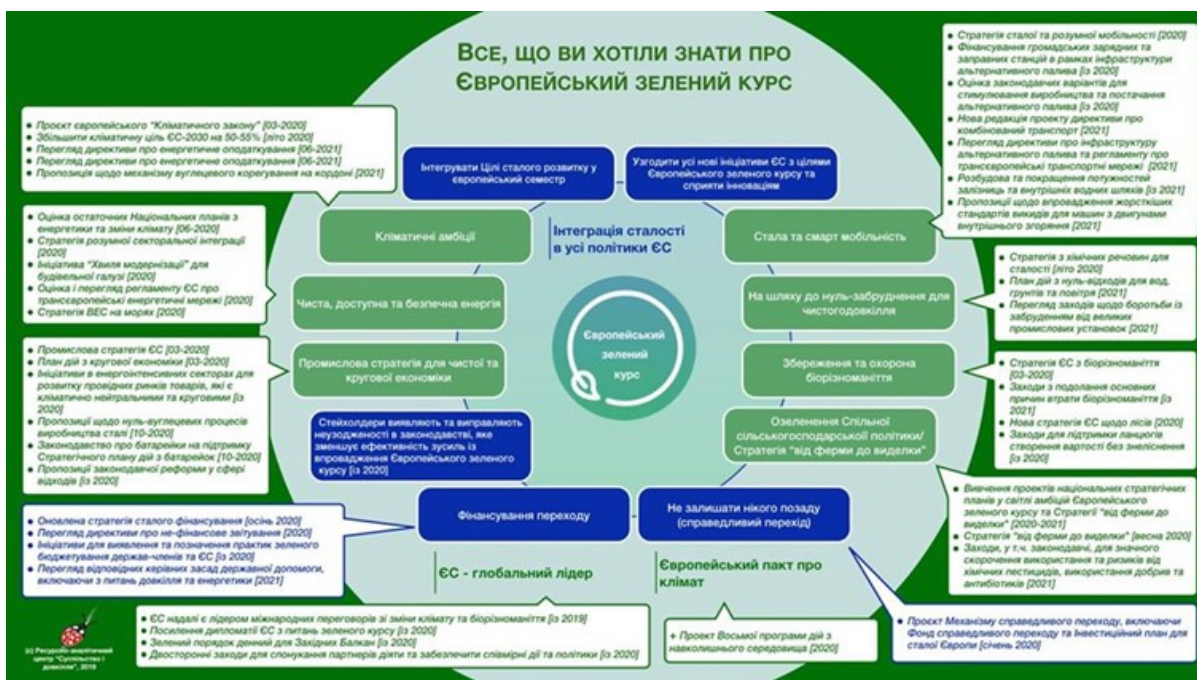 ВСЕ, ЩО ВИ ХОТІЛИ ЗНАТИ ПРО
ЄВРОПЕЙСЬКИЙ ЗЕЛЕНИЙ КУРС
• Проєкт європейського "Кліматичного закону" [03-2020]
• Збільшити кліматичну ціль ЄС-2030 на 50-55% [літо 2020]
• Перегляд директиви про енергетичне оподаткування [06-2021]
• Перегляд директиви про енергетичне оподаткування [06-2021]
• Пропозиція щодо механізму вуглецевого корегування на кордоні [2021]
• Оцінка остаточних Національних планів з
енергетики та зміни клімату [06-2020]
• Стратегія розумної секторальної інтеграції
[2020]
• Ініціатива "Хвиля модернізації" для
будівельної галузі [2020]
• Оцінка і перегляд регламенту ЄС про
трансєвропейські енергетичні мережі [2020]
• Стратегія ВЕС на морях [2020]
• Промислова стратегія ЄС [03-2020]
• План дій з кругової економіки [03-2020]
• Ініціативи в енергоінтенсивних секторах для
розвитку провідних ринків товарів, які є
кліматично нейтральними та круговими [із
2020]
• Пропозиції щодо нуль-вуглецевих процесів
виробництва сталі [10-2020]
• Законодавство про батарейки на підтримку
Стратегічного плану дій з батарейок [10-2020]
• Пропозиції законодавчої реформи у сфері
відходів [із 2020]
• Оновлена стратегія сталого фінансування [осінь 2020]
• Перегляд директиви про не-фінансове звітування [2020]
• Ініціативи для виявлення та позначення практик зеленого
бюджетування держав-членів та ЄС [із 2020]
• Перегляд відповідних керівних засад державної допомоги,
включаючи з питань довкілля та енергетики [2021]
Інтегрувати Цілі сталого розвитку у
європейський семестр
Узгодити усі нові ініціативи ЄС з цілями
Європейського зеленого курсу та
сприяти інноваціям
Інтеграція сталості
в усі політики ЄС
Кліматичні амбіції
Чиста, доступна та безпечна енергія
Промислова стратегія для чистої та
кругової економіки
Стейхолдери виявляють та виправляють
неузодженості в законодавстві, яке
зменшує ефективність зусиль із
впровадження Європейського зеленого
курсу [із 2020]
Фінансування переходу
Європейський
зелений
курс
Стала та смарт мобільність
На шляху до нуль-забруднення для
чистогодовкілля
Збереження та охорона
біорізноманіття
Озеленення Спільної
сільськогосподарської політики/
Стратегія "від ферми до виделки"
Не залишати нікого позаду
(справедливий перехід)
• Стратегія сталої та розумної мобільності [2020]
• Фінансування громадських зарядних та
заправних станцій в рамках інфраструктури
альтернативного палива [із 2020]
• Оцінка законодавчих варіантів для
стимулювання виробництва та постачання
альтернативного палива [із 2020]
• Нова редакція проекту директиви про
комбінований транспорт [2021]
• Перегляд директиви про інфраструктуру
альтернативного палива та регламенту про
трансєвропейські транспортні мережі [2021]
• Розбудова та покращення потужностей
залізниць та внутрішніх водних шляхів [із 2021]
• Пропозиції щодо впровадження жорсткіших
стандартів викидів для машин з двигунами
внутрішнього згоряння [2021]
• Стратегія з хімічних речовин для
сталості [літо 2020]
• План дій з нуль-відходів для вод,
ґрунтів та повітря [2021]
• Перегляд заходів щодо боротьби із
забрудненням від великих
промислових установок [2021]
• Стратегія ЄС з біорізноманіття
[03-2020]
• Заходи з подолання основних
причин втрати біорізноманіття [із
2021]
• Нова стратегія ЄС щодо лісів [2020]
• Заходи для підтримки ланцюгів
створення вартості без знеліснення
[із 2020]
• Вивчення проектів національних стратегічних
планів у світлі амбіцій Європейського
зеленого курсу та Стратегії "від ферми до
виделки" [2020-2021]
• Стратегія "від ферми до виделки" [весна 2020]
• Заходи, у т.ч. законодавчі, для значного
скорочення використання та ризиків від
хімічних пестицидів, використання добрив та
антибіотиків [2021]
ЄС - глобальний лідер
Європейський пакт про
клімат
• ЄС надалі є лідером міжнародних переговорів зі зміни клімату та біорізноманіття [із 2019]
• Посилення дипломатії ЄС з питань зеленого курсу [із 2020]
• Зелений порядок денний для Західних Балкан [із 2020]
• Двосторонні заходи для спонукання партнерів діяти та забезпечити співмірні дії та політики [із 2020]
+ Проект Восьмої програми дій з
навколишнього середовища
[2020]
• Проєкт Механізму справедливого переходу, включаючи
Фонд справедливого переходу та Інвестиційний план для
сталої Європи [січень 2020]
(с) Ресурсно-аналітичний
центр "Суспільство і
довкілля", 2019